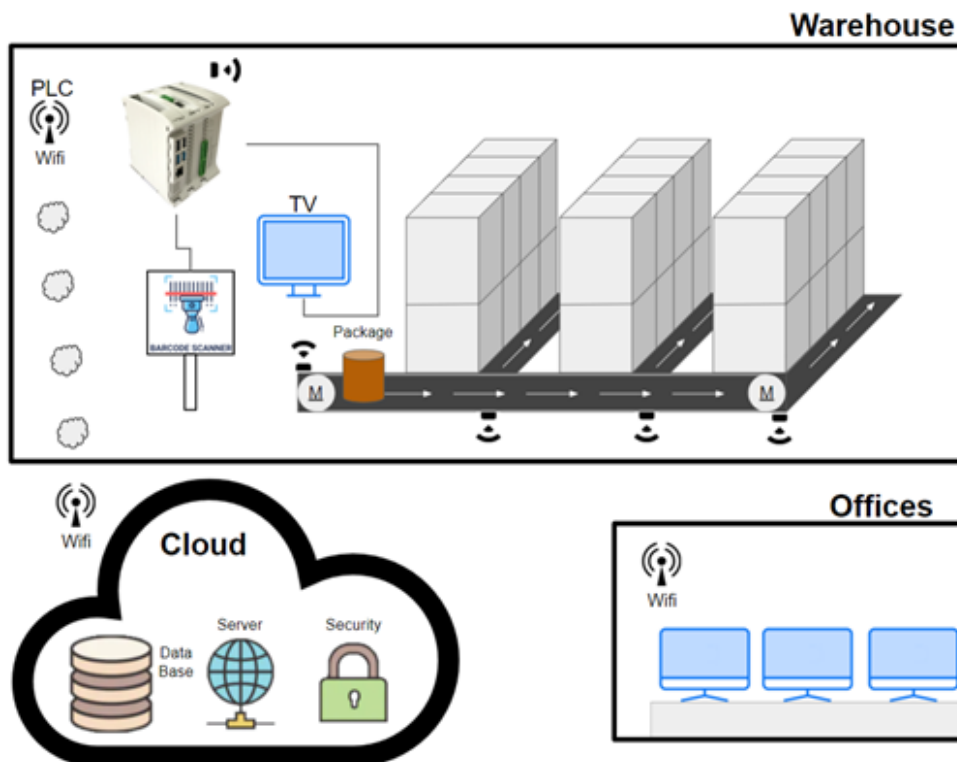 Warehouse
PLC
Wifi
TV
BARCODE SCANNER
Package
M
M
Wifi
Cloud
Server
Security
Data
Base
Offices
Wifi